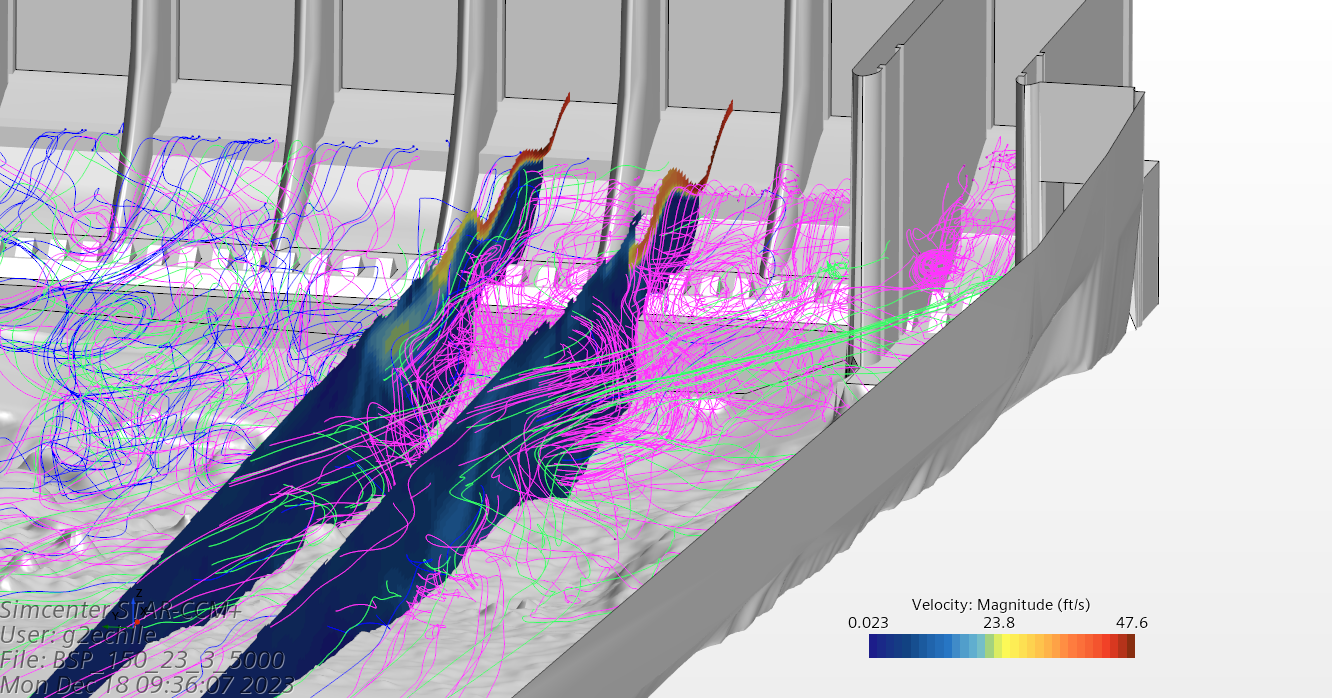 Velocity: Magnitude (ft/s)
0.023 23.8 47.6
Z
Simcenter STAR-CCM+
User: g2echile
File: BSP_150_23_3_5000
Mon Dec 18 09:36:07 2023